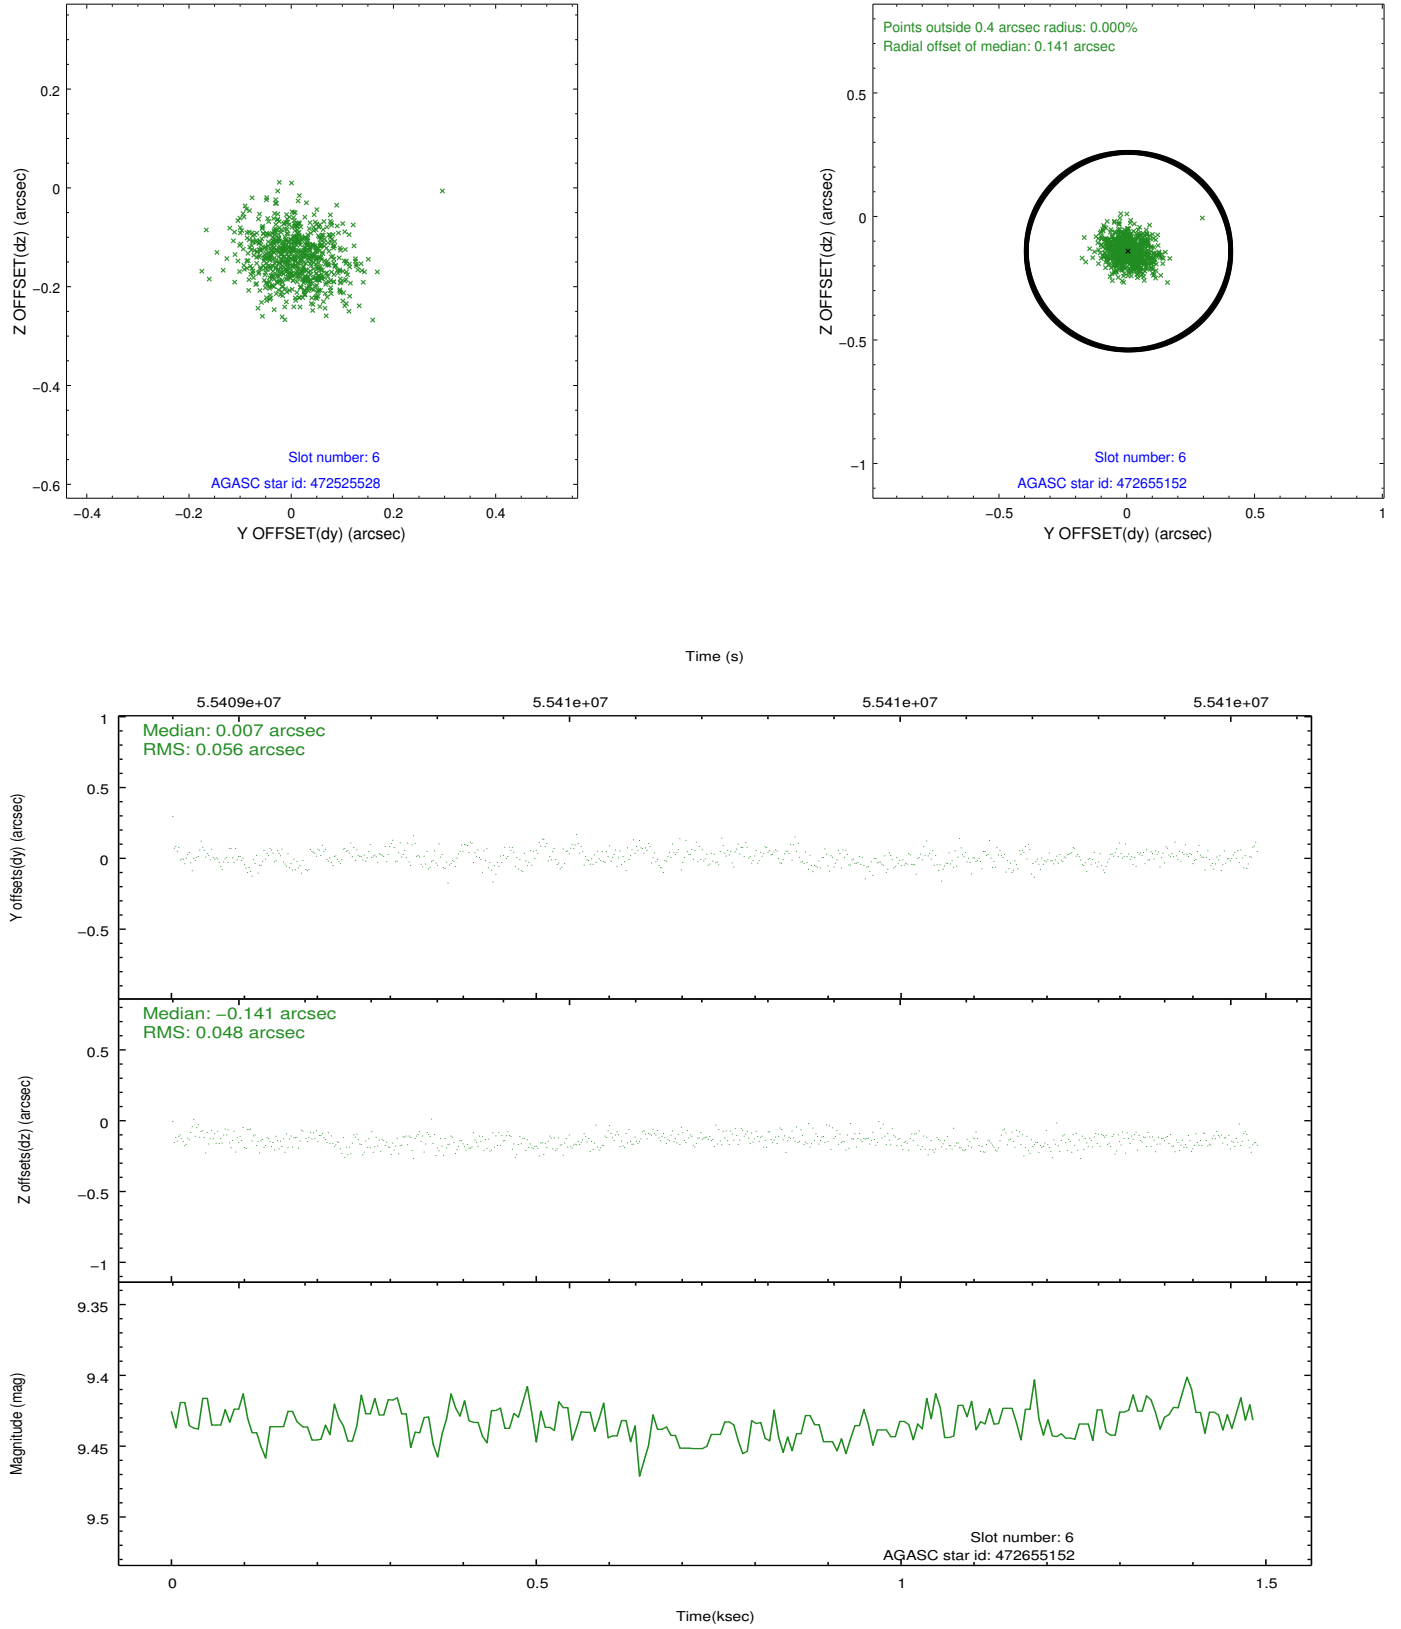 Points outside 0.4 arcsec radius: 0.000%
Radial offset of median: 0.141 arcsec
0.2
0
−0.2
−0.4
−0.6
Z OFFSET(dz) (arcsec)
Slot number: 6
AGASC star id: 472525528
−0.4
−0.2
0
0.2
0.4
Y OFFSET(dy) (arcsec)
0.5
0
−0.5
−1
Z OFFSET(dz) (arcsec)
Slot number: 6
AGASC star id: 472655152
−0.5
0
0.5
1
Y OFFSET(dy) (arcsec)
Time (s)
5.5409e+07
5.541e+07
5.541e+07
5.541e+07
1
0.5
0
−0.5
Y offsets(dy) (arcsec)
Median: 0.007 arcsec
RMS: 0.056 arcsec
0.5
0
−0.5
−1
Z offsets(dz) (arcsec)
Median: −0.141 arcsec
RMS: 0.048 arcsec
9.35
9.4
9.45
9.5
Magnitude (mag)
Slot number: 6
AGASC star id: 472655152
0
0.5
1
1.5
Time(ksec)